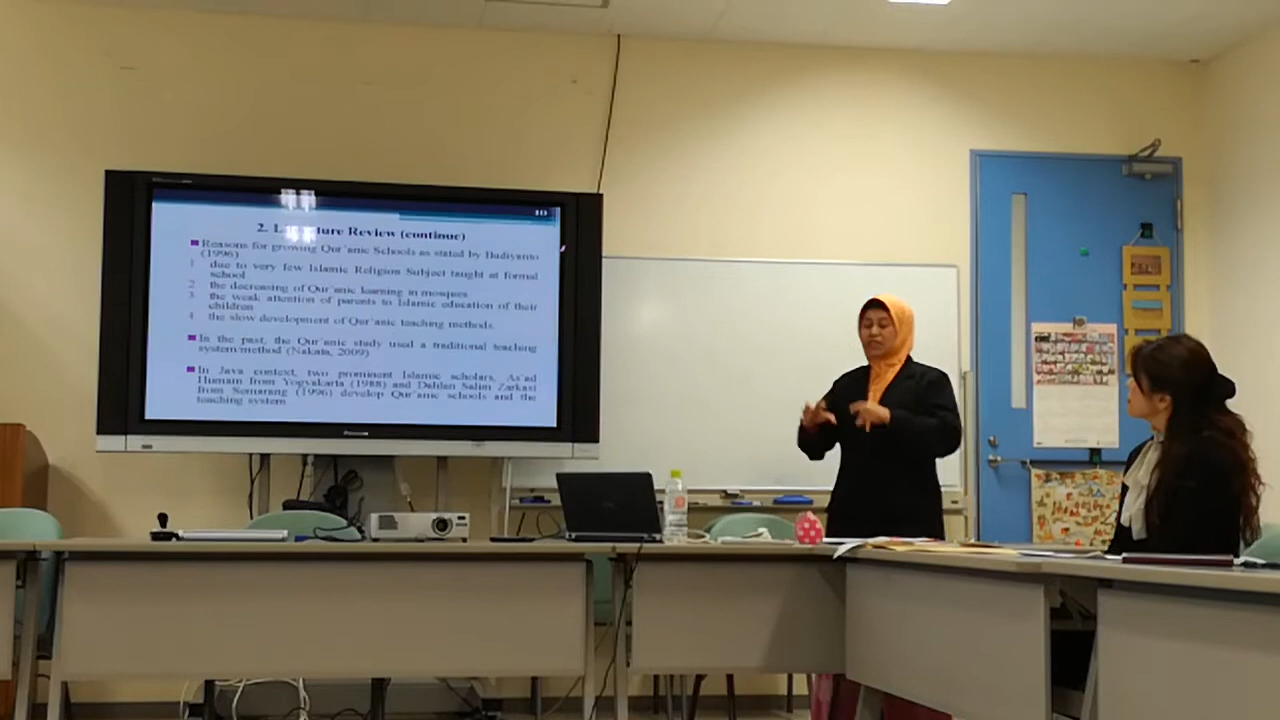 10
2. Literature Review (continue)
Reasons for growing Qur'anic Schools as stated by Budiyanto
(1996)
1 due to very few Islamic Religion Subject taught at formal
school
2 the decreasing of Qur'anic learning in mosques
3 the weak attention of parents to Islamic education of their
children
4 the slow development of Qur'anic teaching methods.
In the past, the Qur'anic study used a traditional teaching
system/method (Nakata, 2009)
In Java context, two prominent Islamic scholars, As'ad
Humam from Yogyakarta (1988) and Dahlan Salim Zarkasi
from Semarang (1996) develop Qur'anic schools and the
teaching system
Panasonic